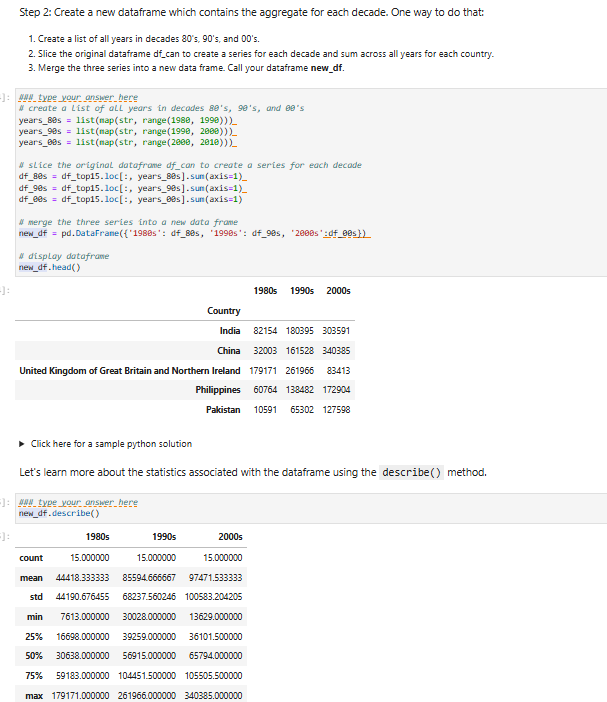 Step 2: Create a new dataframe which contains the aggregate for each decade. One way to do that:
1. Create a list of all years in decades 80's, 90's, and 00's.
2. Slice the original dataframe df_can to create a series for each decade and sum across all years for each country.
3. Merge the three series into a new data frame. Call your dataframe new_df.
]:
### type your answer here
# create a list of all years in decades 80's, 90's, and 00's
years_80s = list(map(str, range(1980, 1990)))
years_90s = list(map(str, range(1990, 2000)))
years_00s = list(map(str, range(2000, 2010)))
# slice the original dataframe df_can to create a series for each decade
df_80s = df_top15.loc[:, years_80s].sum(axis=1)
df_90s = df_top15.loc[:, years_90s].sum(axis=1)
df_00s = df_top15.loc[:, years_00s].sum(axis=1)
# merge the three series into a new data frame
new_df = pd.DataFrame({'1980s': df_80s, '1990s': df_90s, '2000s':df_00s})
# display dataframe
new_df.head()
]:
1980s 1990s 2000s
Country
India 82154 180395 303591
China 32003 161528 340385
United Kingdom of Great Britain and Northern Ireland 179171 261966 83413
Philippines 60764 138482 172904
Pakistan 10591 65302 127598
▶ Click here for a sample python solution
Let's learn more about the statistics associated with the dataframe using the describe() method.
]:
### type your answer here
new_df.describe()
]:
1980s 1990s 2000s
count 15.000000 15.000000 15.000000
mean 44418.333333 85594.666667 97471.533333
std 44190.676455 68237.560246 100583.204205
min 7613.000000 30028.000000 13629.000000
25% 16698.000000 39259.000000 36101.500000
50% 30638.000000 56915.000000 65794.000000
75% 59183.000000 104451.500000 105505.500000
max 179171.000000 261966.000000 340385.000000